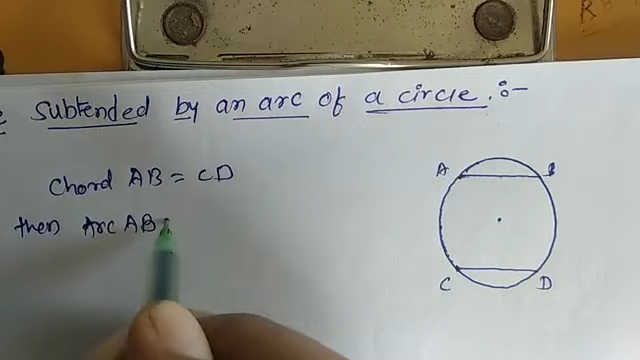 subtended by an arc of a circle :-
Chord AB = CD
then Arc AB
A
B
C
D